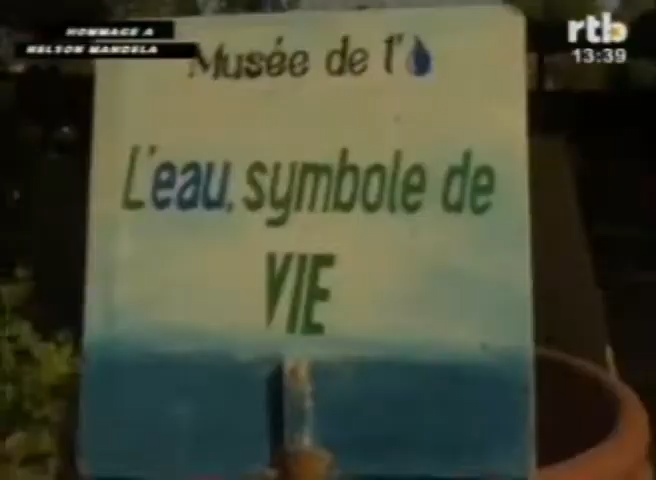 HOMMAGE A
NELSON MANDELA
rtb
13:39
Musée de l'
L'eau, symbole de
VIE